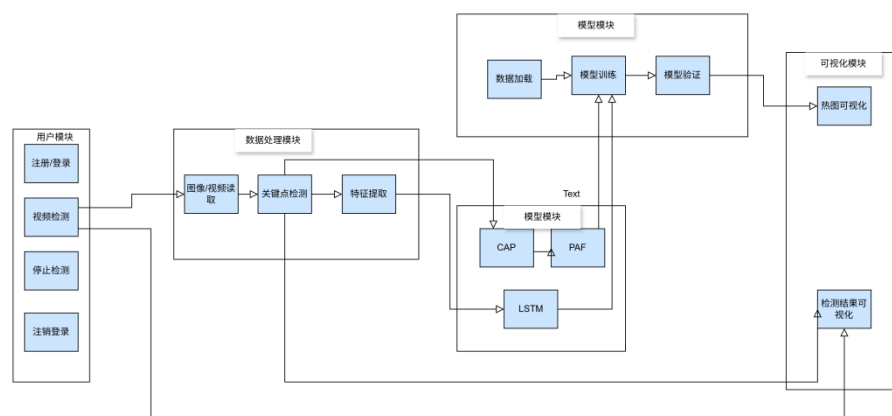 模型模块
数据加载
模型训练
模型验证
可视化模块
热图可视化
用户模块
注册/登录
视频检测
停止检测
注销登录
数据处理模块
图像/视频读
取
关键点检测
特征提取
Text
模型模块
CAP
PAF
LSTM
检测结果可
视化